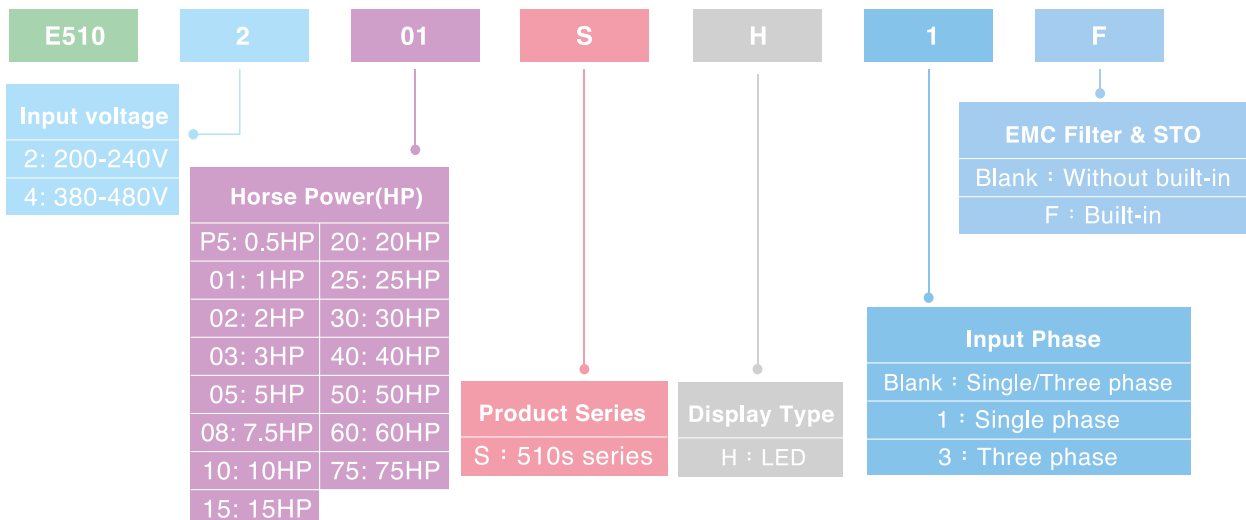 E510 2 01 S H 1 F
Input voltage
2: 200-240V
4: 380-480V
Horse Power(HP)
P5: 0.5HP 20: 20HP
01: 1HP 25: 25HP
02: 2HP 30: 30HP
03: 3HP 40: 40HP
05: 5HP 50: 50HP
08: 7.5HP 60: 60HP
10: 10HP 75: 75HP
15: 15HP
Product Series
S：510s series
Display Type
H：LED
Input Phase
Blank：Single/Three phase
1：Single phase
3：Three phase
EMC Filter & STO
Blank：Without built-in
F：Built-in